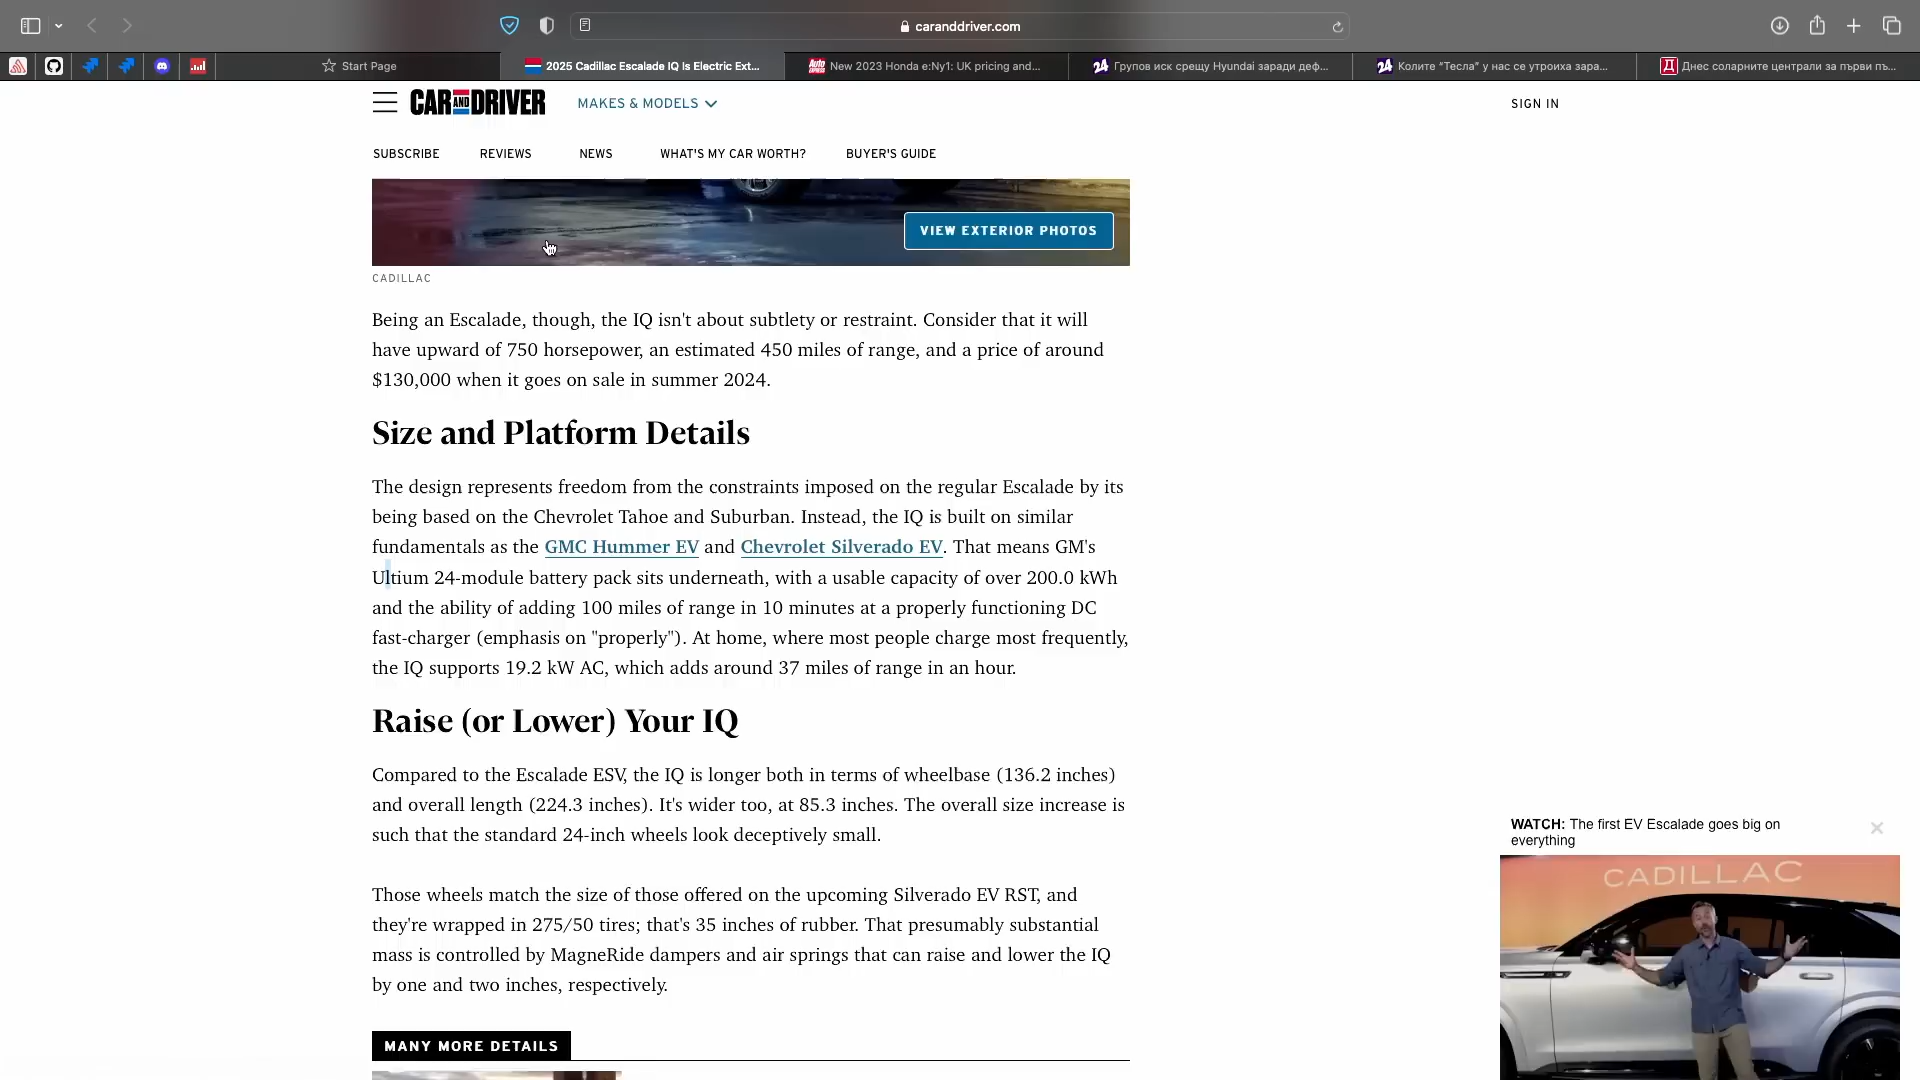 caranddriver.com
Start Page
2025 Cadillac Escalade IQ Is Electric Ext...
New 2023 Honda e:Ny1: UK pricing and...
24 Групов иск срещу Hyundai заради деф...
24 Колите “Тесла” у нас се утроиха зара...
Д Днес соларните централи за първи пъ...
CAR AND DRIVER
MAKES & MODELS
SIGN IN
SUBSCRIBE
REVIEWS
NEWS
WHAT'S MY CAR WORTH?
BUYER'S GUIDE
VIEW EXTERIOR PHOTOS
CADILLAC
Being an Escalade, though, the IQ isn't about subtlety or restraint. Consider that it will
have upward of 750 horsepower, an estimated 450 miles of range, and a price of around
$130,000 when it goes on sale in summer 2024.
Size and Platform Details
The design represents freedom from the constraints imposed on the regular Escalade by its
being based on the Chevrolet Tahoe and Suburban. Instead, the IQ is built on similar
fundamentals as the GMC Hummer EV and Chevrolet Silverado EV. That means GM's
Ultium 24-module battery pack sits underneath, with a usable capacity of over 200.0 kWh
and the ability of adding 100 miles of range in 10 minutes at a properly functioning DC
fast-charger (emphasis on "properly"). At home, where most people charge most frequently,
the IQ supports 19.2 kW AC, which adds around 37 miles of range in an hour.
Raise (or Lower) Your IQ
Compared to the Escalade ESV, the IQ is longer both in terms of wheelbase (136.2 inches)
and overall length (224.3 inches). It's wider too, at 85.3 inches. The overall size increase is
such that the standard 24-inch wheels look deceptively small.
Those wheels match the size of those offered on the upcoming Silverado EV RST, and
they're wrapped in 275/50 tires; that's 35 inches of rubber. That presumably substantial
mass is controlled by MagneRide dampers and air springs that can raise and lower the IQ
by one and two inches, respectively.
MANY MORE DETAILS
WATCH: The first EV Escalade goes big on
everything
CADILLAC